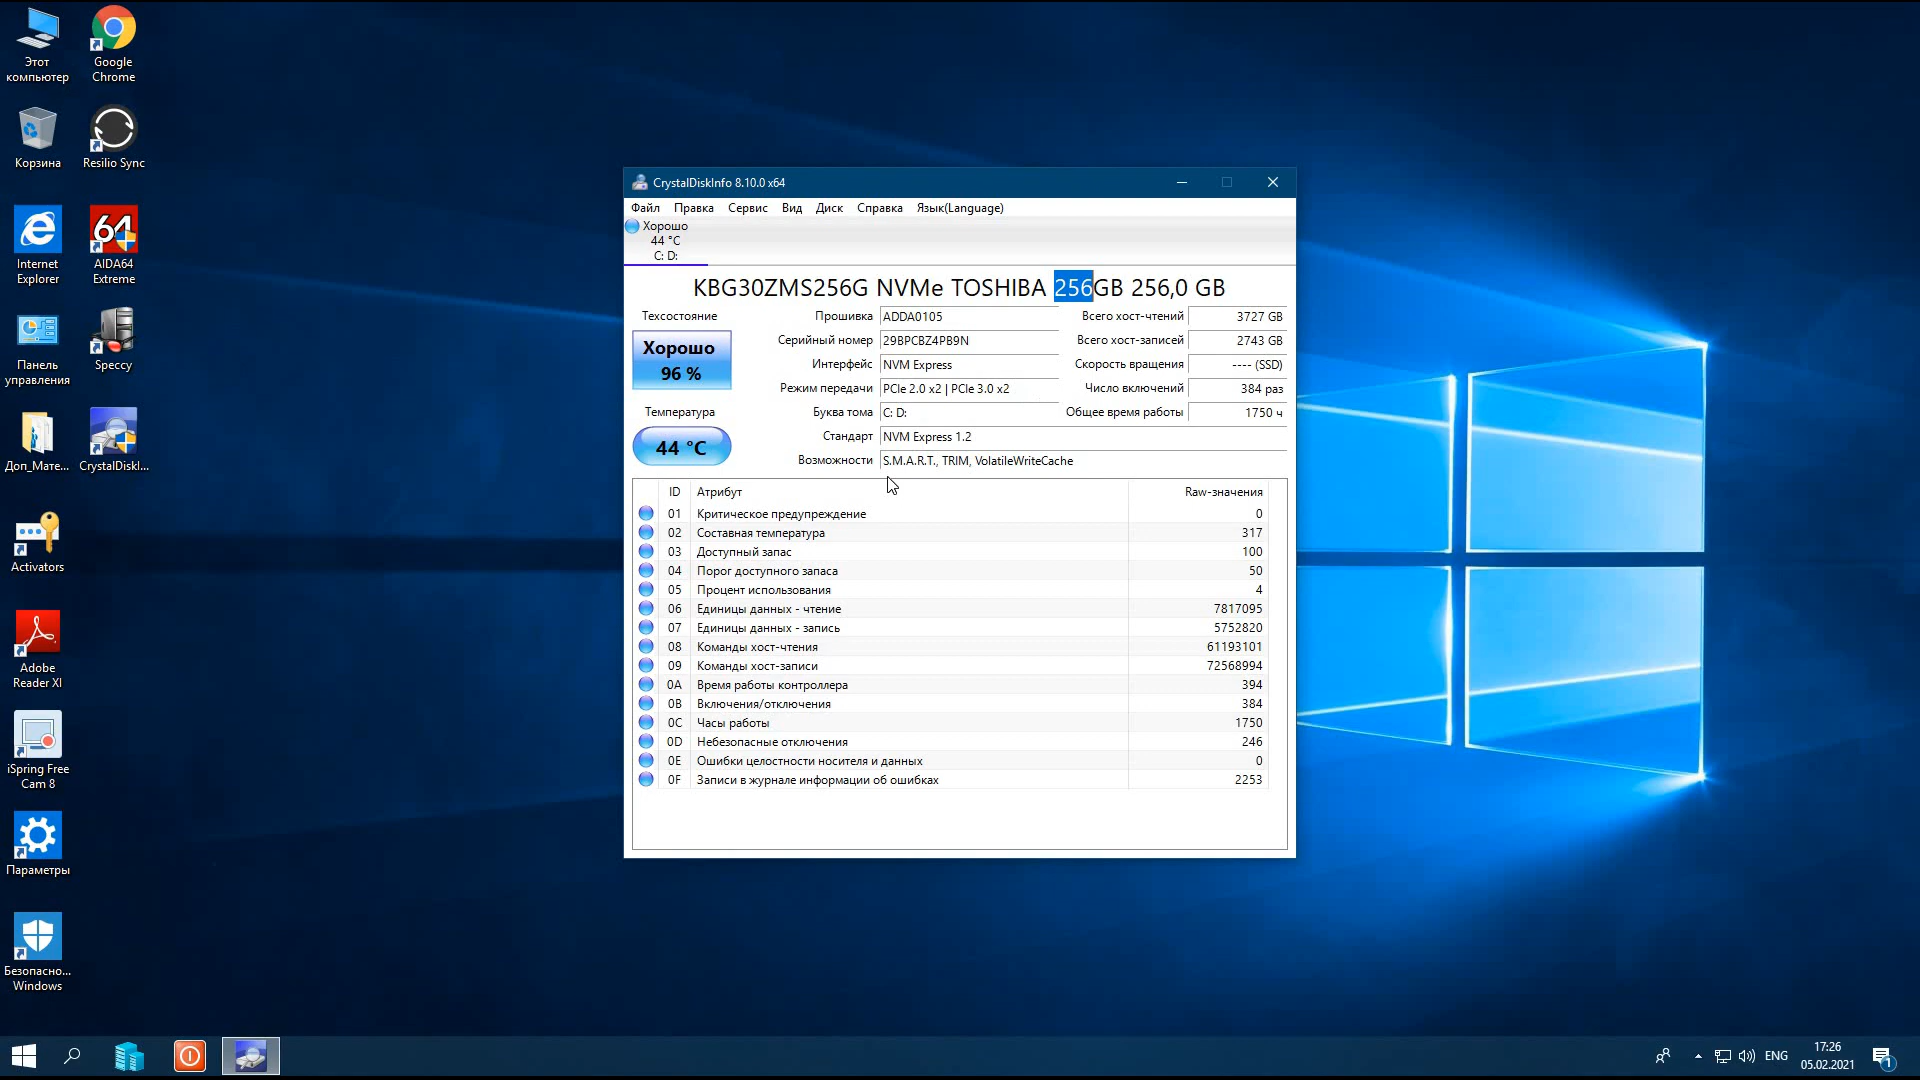 Этот
компьютер
Google
Chrome
Корзина
Resilio Sync
Internet
Explorer
64
AIDA64
Extreme
Панель
управления
Speccy
Доп_Мате...
CrystalDiskI...
Activators
Adobe
Reader XI
iSpring Free
Cam 8
Параметры
Безопасно...
Windows
CrystalDiskInfo 8.10.0 x64
Файл Правка Сервис Вид Диск Справка Язык(Language)
Хорошо
44 °C
C: D:
KBG30ZMS256G NVMe TOSHIBA 256GB 256,0 GB
Техсостояние
Хорошо
96 %
Температура
44 °C
Прошивка ADDA0105
Серийный номер 29BPCBZ4PB9N
Интерфейс NVM Express
Режим передачи PCIe 2.0 x2 | PCIe 3.0 x2
Буква тома C: D:
Стандарт NVM Express 1.2
Возможности S.M.A.R.T., TRIM, VolatileWriteCache
Всего хост-чтений 3727 GB
Всего хост-записей 2743 GB
Скорость вращения ---- (SSD)
Число включений 384 раз
Общее время работы 1750 ч
ID Атрибут Raw-значения
01 Критическое предупреждение 0
02 Составная температура 317
03 Доступный запас 100
04 Порог доступного запаса 50
05 Процент использования 4
06 Единицы данных - чтение 7817095
07 Единицы данных - запись 5752820
08 Команды хост-чтения 61193101
09 Команды хост-записи 72568994
0A Время работы контроллера 394
0B Включения/отключения 384
0C Часы работы 1750
0D Небезопасные отключения 246
0E Ошибки целостности носителя и данных 0
0F Записи в журнале информации об ошибках 2253
ENG
17:26
05.02.2021
1